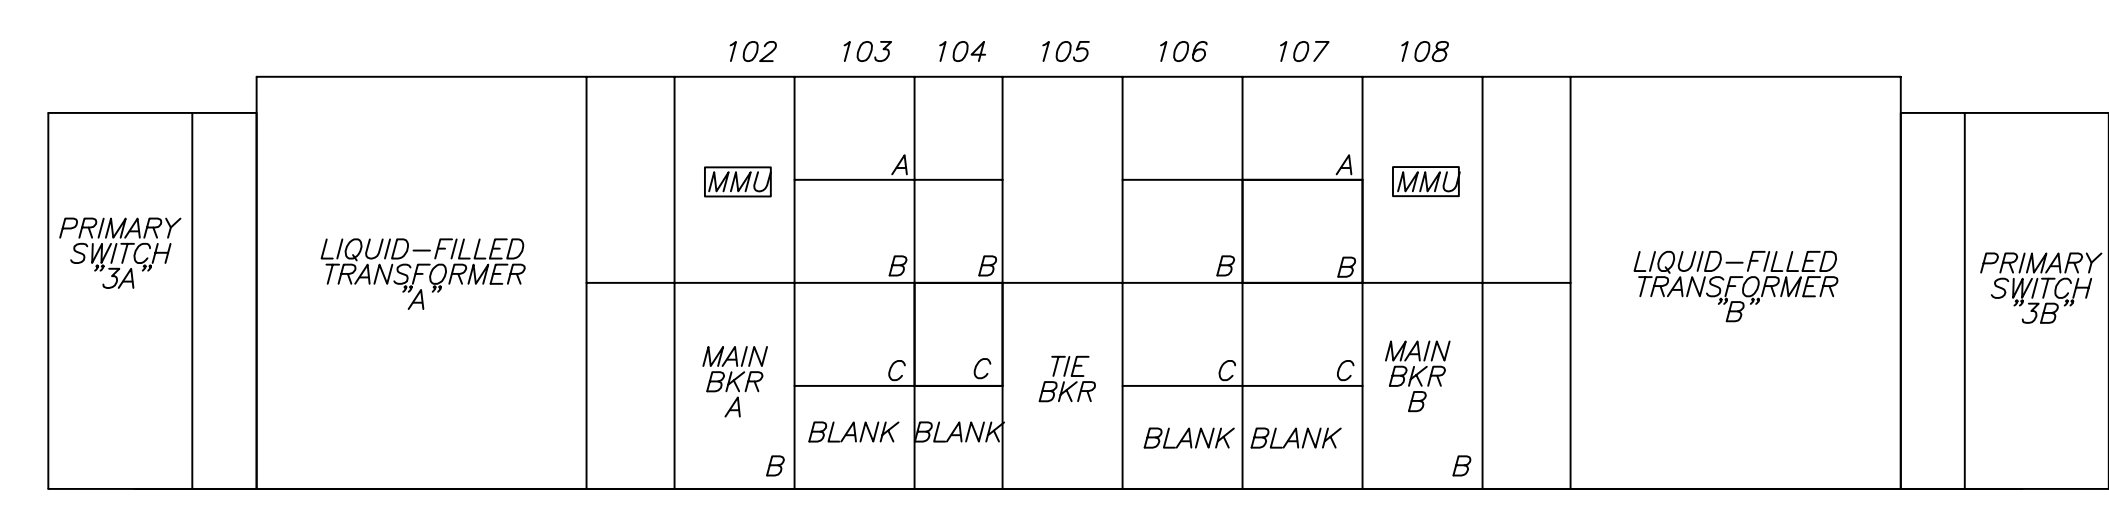 102 103 104 105 106 107 108
A A
MMU MMU
PRIMARY
SWITCH
"3A"
LIQUID-FILLED
TRANSFORMER
"A"
B B B B
LIQUID-FILLED
TRANSFORMER
"B"
PRIMARY
SWITCH
"3B"
MAIN
BKR
A
B
C C
BLANK BLANK
TIE
BKR
C C
BLANK BLANK
MAIN
BKR
B
B